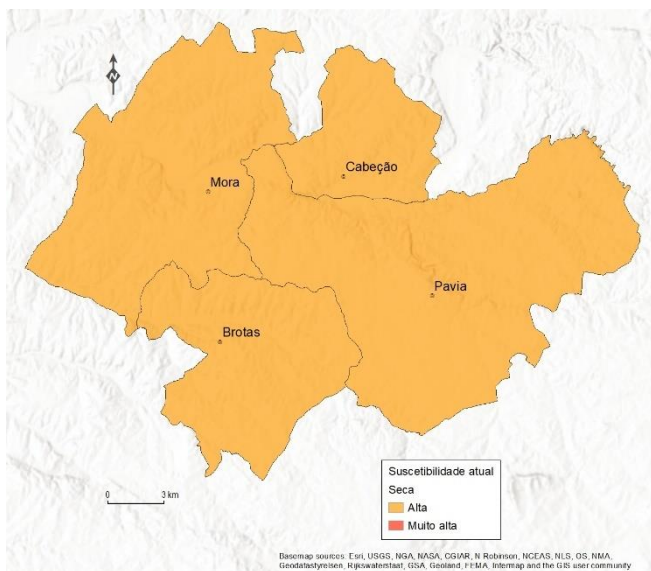 N
Cabeção
Mora
Pavia
Brotas
Suscetibilidade atual
Seca
Alta
Muito alta
0 3 km
Basemap sources: Esri, USGS, NGA, NASA, CGIAR, N Robinson, NCEAS, NLS, OS, NMA,
Geodatastyrelsen, Rijkswaterstaat, GSA, Geoland, FEMA, Intermap and the GIS user community